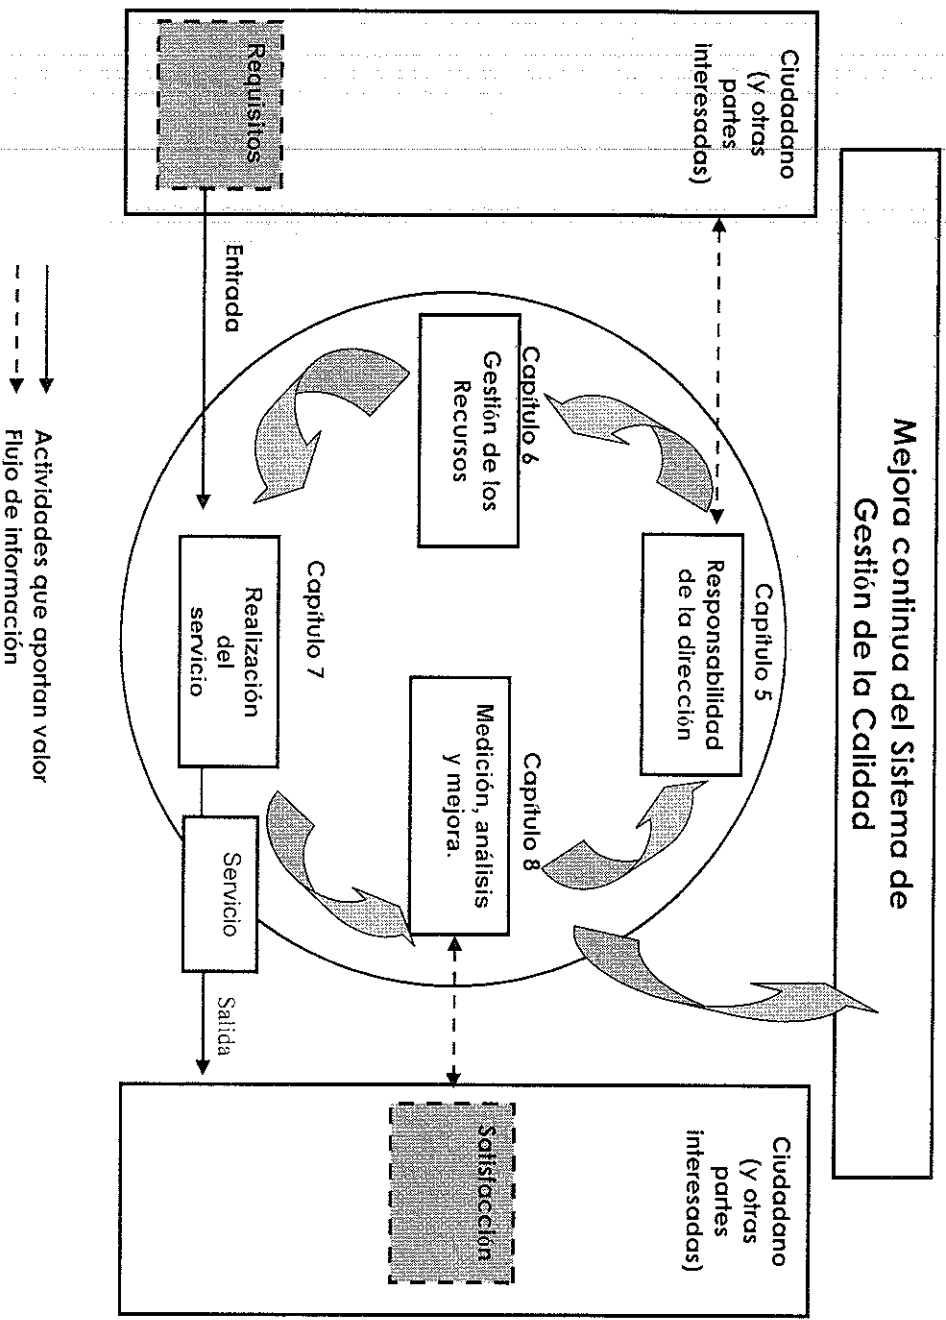 Mejora continua del Sistema de
Gestión de la Calidad
Ciudadano
(y otras
partes
interesadas)
Requisitos
Entrada
Capítulo 5
Responsabilidad
de la dirección
Capítulo 6
Gestión de los
Recursos
Capítulo 8
Medición, análisis
y mejora.
Capítulo 7
Realización
del
servicio
Servicio
Salida
Ciudadano
(y otras
partes
interesadas)
Satisfacción
Actividades que aportan valor
Flujo de información